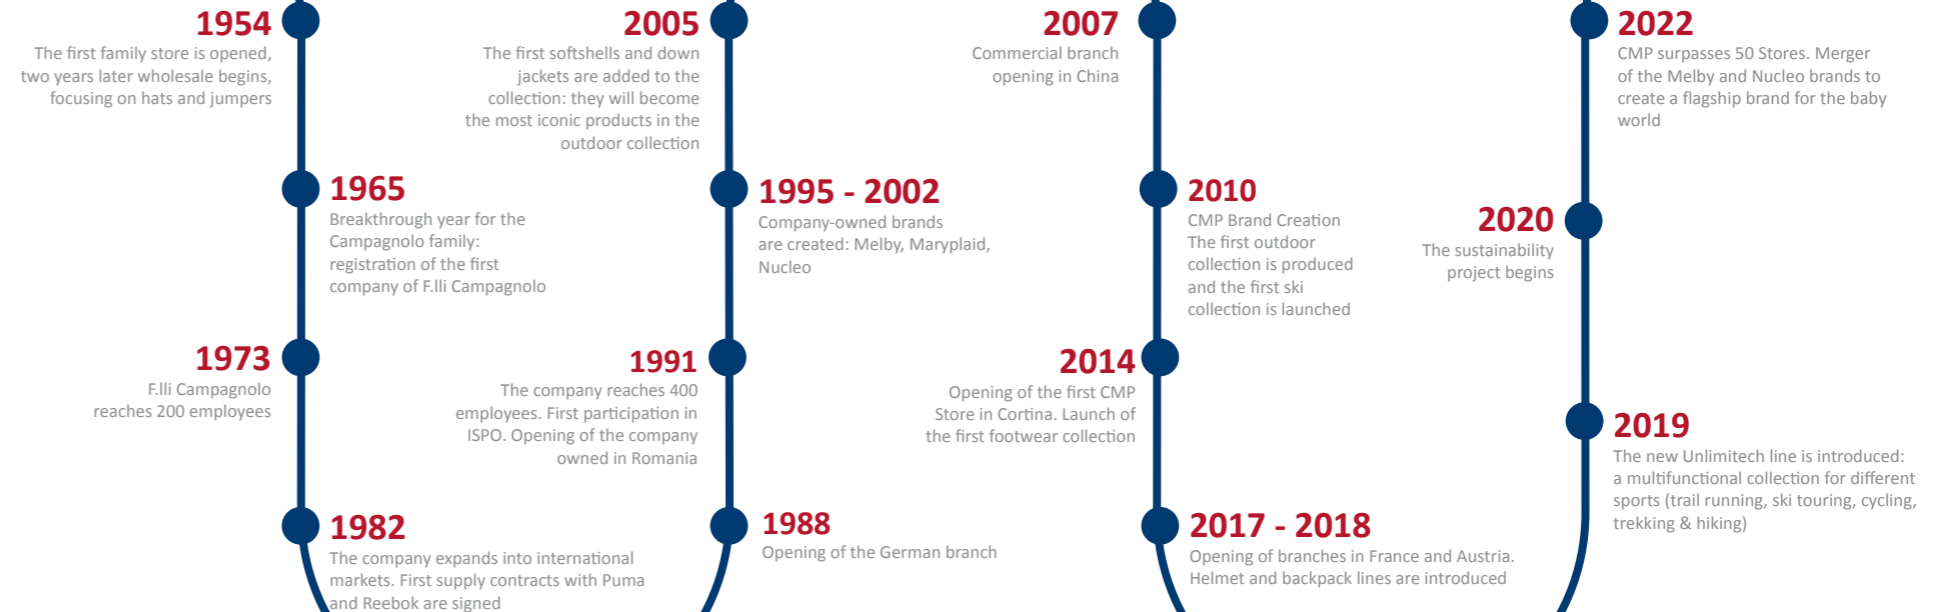 1954
The first family store is opened,
two years later wholesale begins,
focusing on hats and jumpers
1965
Breakthrough year for the
Campagnolo family:
registration of the first
company of F.lli Campagnolo
1973
F.lli Campagnolo
reaches 200 employees
1982
The company expands into international
markets. First supply contracts with Puma
and Reebok are signed
1988
Opening of the German branch
1991
The company reaches 400
employees. First participation in
ISPO. Opening of the company
owned in Romania
1995 - 2002
Company-owned brands
are created: Melby, Maryplaid,
Nucleo
2005
The first softshells and down
jackets are added to the
collection: they will become
the most iconic products in the
outdoor collection
2007
Commercial branch
opening in China
2010
CMP Brand Creation
The first outdoor
collection is produced
and the first ski
collection is launched
2014
Opening of the first CMP
Store in Cortina. Launch of
the first footwear collection
2017 - 2018
Opening of branches in France and Austria.
Helmet and backpack lines are introduced
2019
The new Unlimitech line is introduced:
a multifunctional collection for different
sports (trail running, ski touring, cycling,
trekking & hiking)
2020
The sustainability
project begins
2022
CMP surpasses 50 Stores. Merger
of the Melby and Nucleo brands to
create a flagship brand for the baby
world